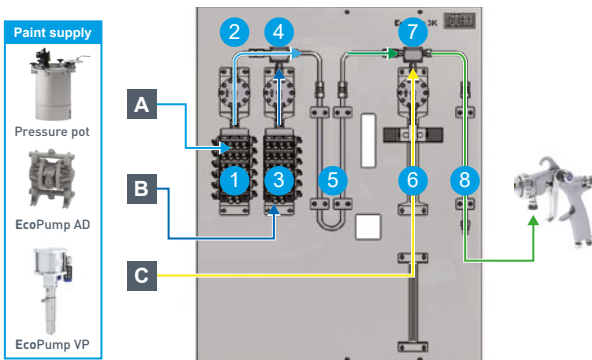 Paint supply
Pressure pot
EcoPump AD
EcoPump VP
A
B
C
2
4
7
1
3
5
6
8